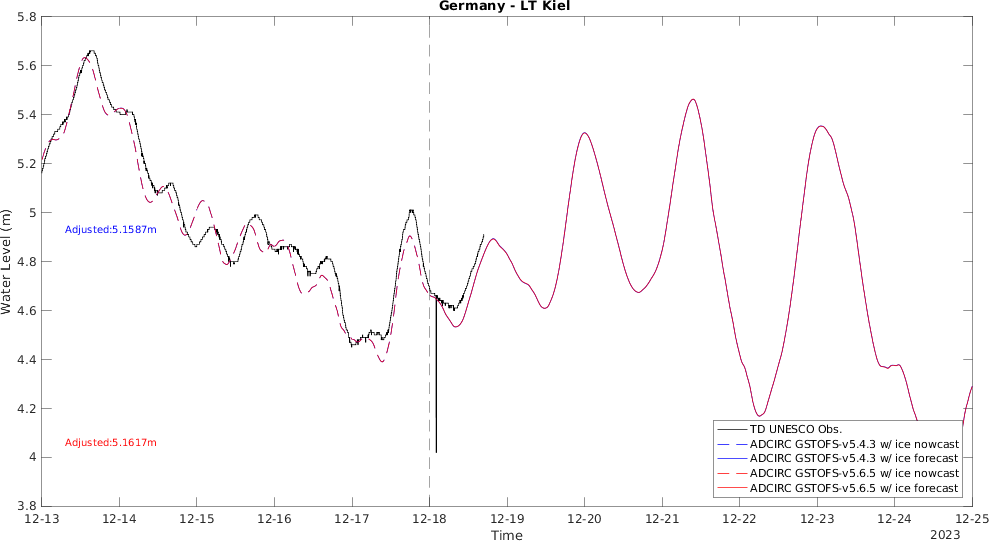 Germany - LT Kiel
5.8
5.6
5.4
5.2
5
4.8
4.6
4.4
4.2
4
3.8
Water Level (m)
Adjusted:5.1587m
Adjusted:5.1617m
TD UNESCO Obs.
ADCIRC GSTOFS-v5.4.3 w/ ice nowcast
ADCIRC GSTOFS-v5.4.3 w/ ice forecast
ADCIRC GSTOFS-v5.6.5 w/ ice nowcast
ADCIRC GSTOFS-v5.6.5 w/ ice forecast
12-13 12-14 12-15 12-16 12-17 12-18 12-19 12-20 12-21 12-22 12-23 12-24 12-25
Time
2023